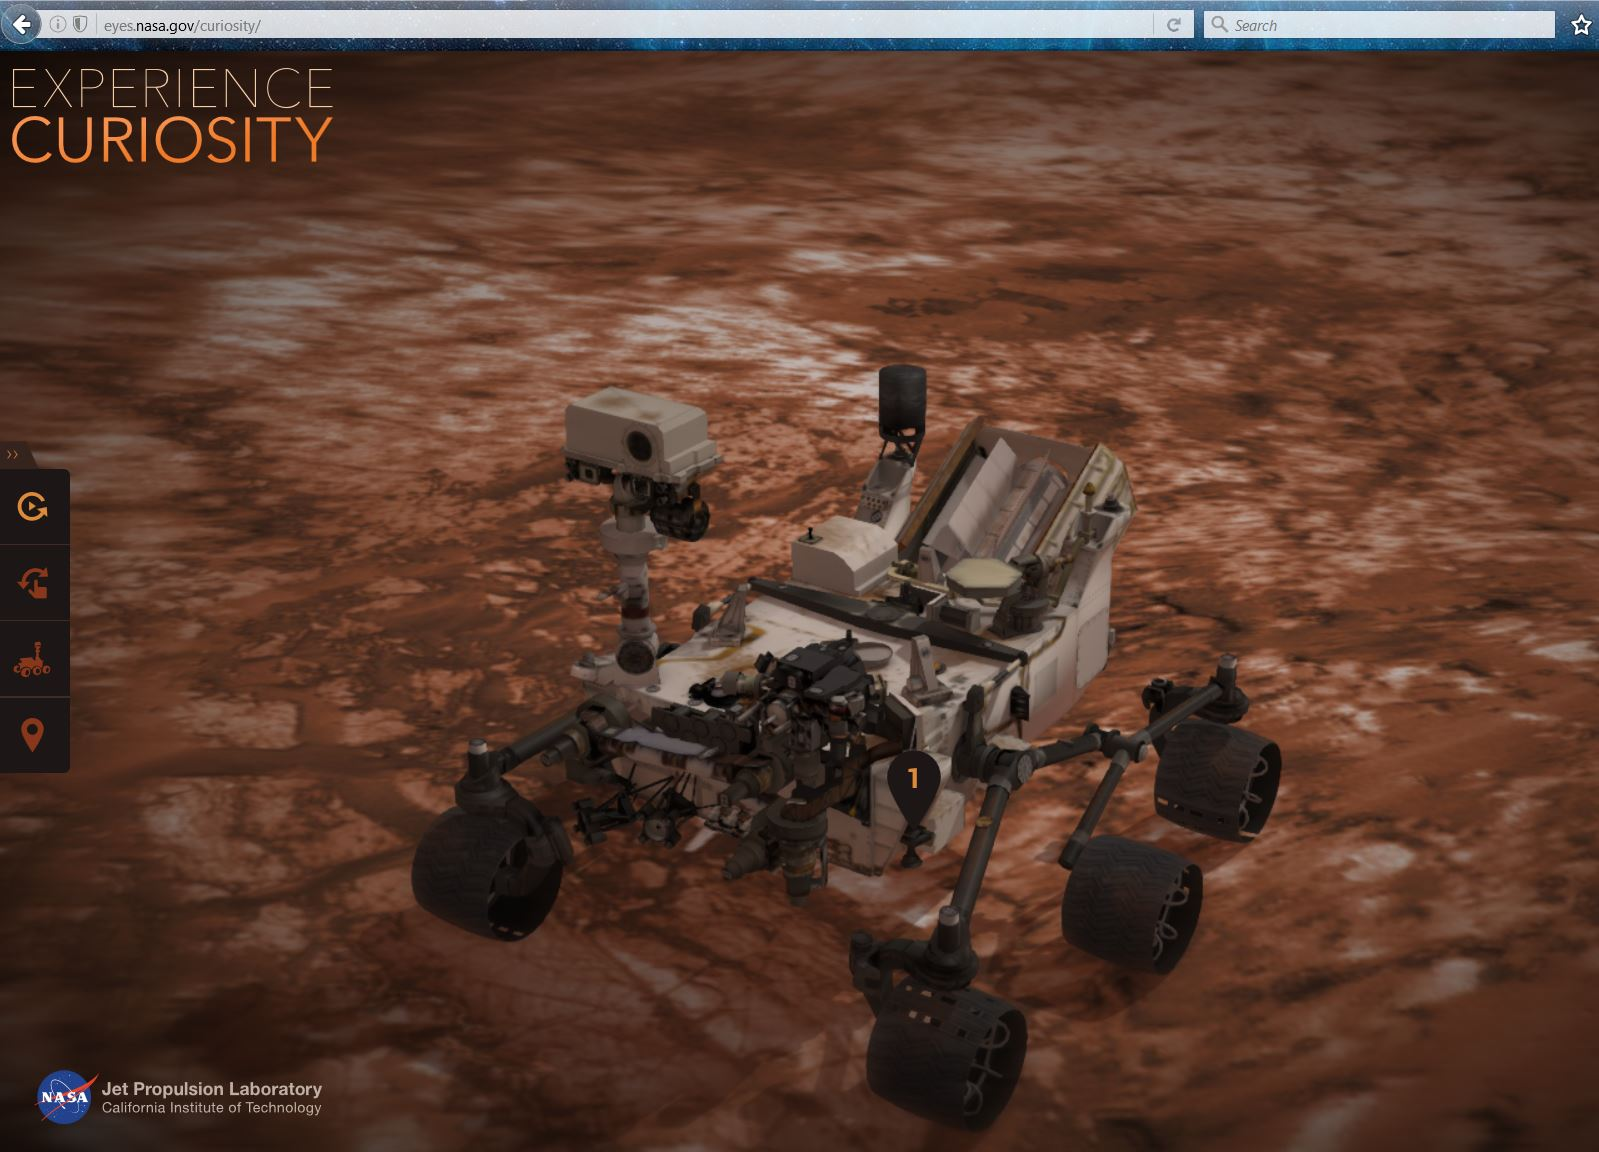 eyes.nasa.gov/curiosity/
Search
EXPERIENCE
CURIOSITY
››
1
NASA
Jet Propulsion Laboratory
California Institute of Technology